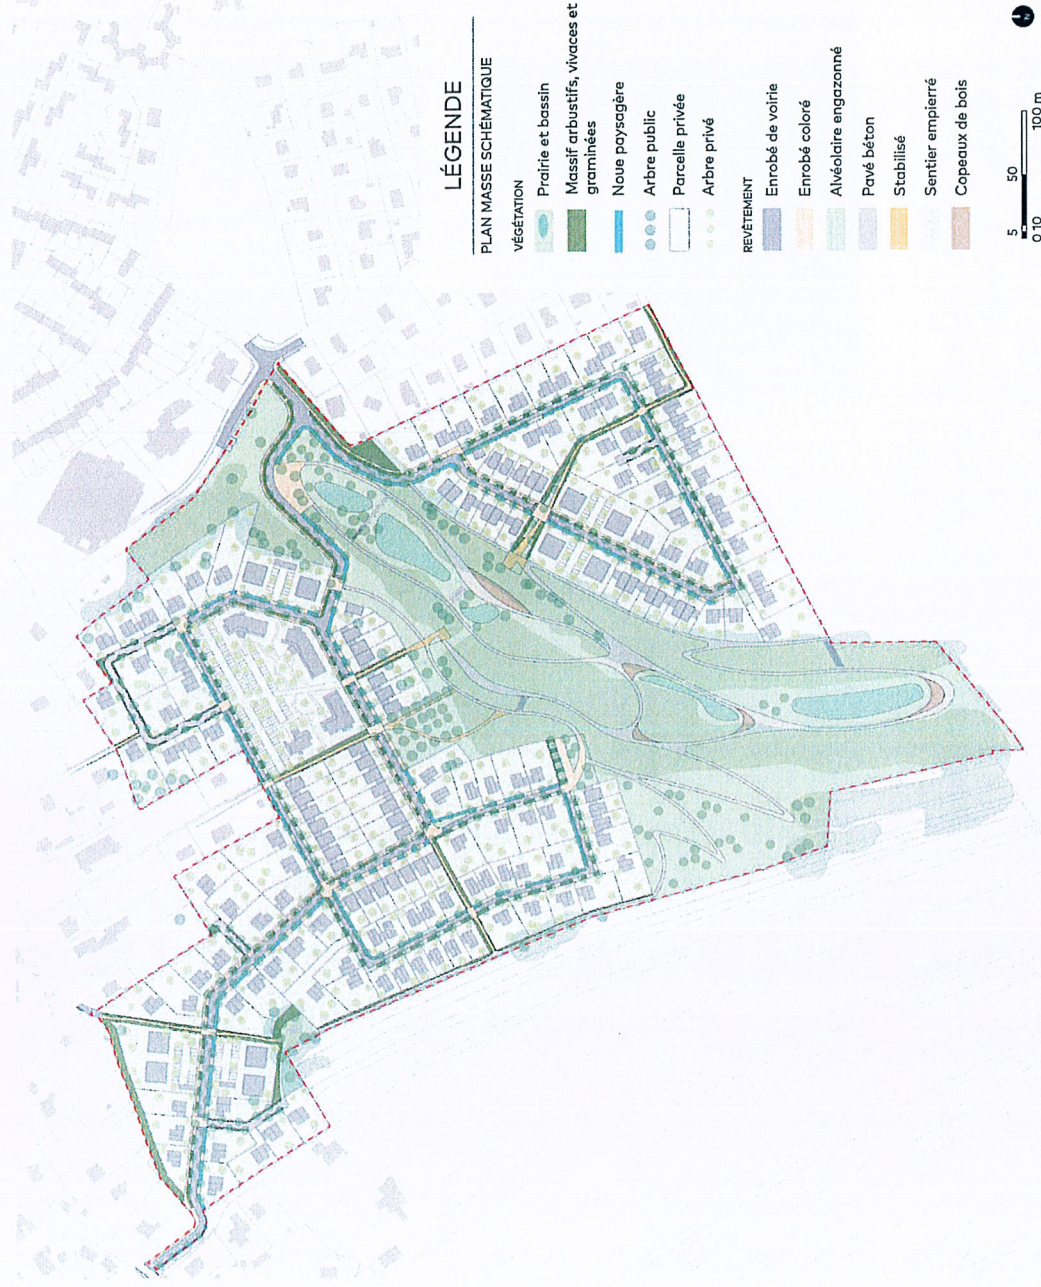 LÉGENDE
PLAN MASSE SCHÉMATIQUE
VÉGÉTATION
Prairie et bassin
Massif arbustifs, vivaces et
graminées
Noue paysagère
Arbre public
Parcelle privée
Arbre privé
REVÊTEMENT
Enrobé de voirie
Enrobé coloré
Alvéolaire engazonné
Pavé béton
Stabilisé
Sentier empierré
Copeaux de bois
5 50
0 10 100 m
N